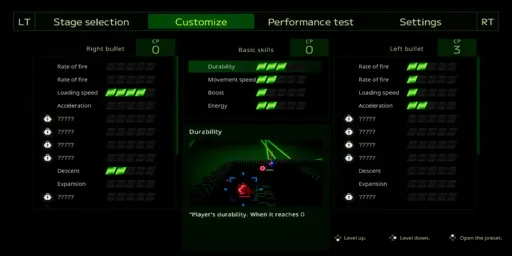 LT Stage selection Customize Performance test Settings RT
Right bullet CP 0
Rate of fire
Rate of fire
Loading speed
Acceleration
?????
?????
?????
?????
Descent
Expansion
?????
Basic skills CP 0
Durability
Movement speed
Boost
Energy
Durability
"Player's durability. When it reaches 0
Left bullet CP 3
Rate of fire
Rate of fire
Loading speed
Acceleration
?????
?????
?????
?????
Descent
Expansion
?????
Level up. Level down. Open the preset.